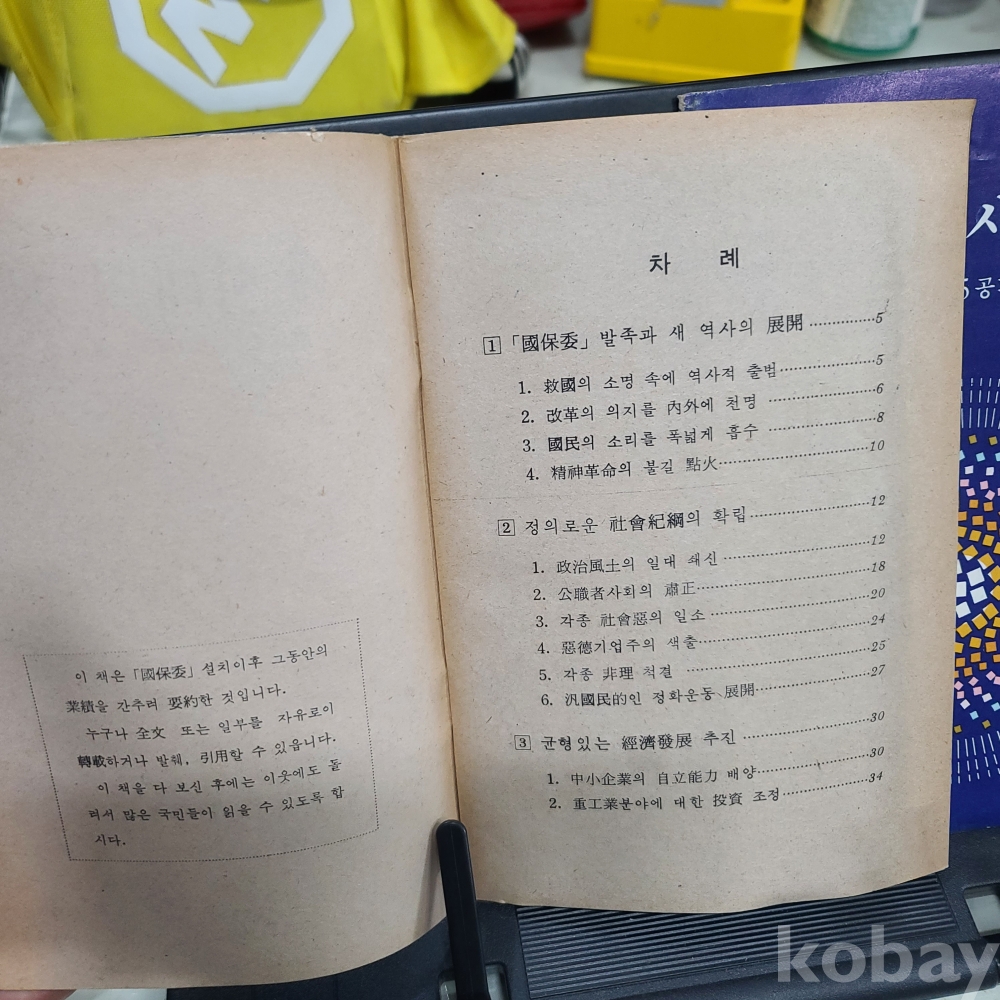 이 책은 「國保委」 설치이후 그동안의
業績을 간추려 要約한 것입니다.
누구나 全文 또는 일부를 자유로이
轉載하거나 발췌, 引用할 수 있읍니다.
이 책을 다 보신 후에는 이웃에도 돌
려서 많은 국민들이 읽을 수 있도록 합
시다.
차 례
1 「國保委」 발족과 새 역사의 展開 ……………5
1. 救國의 소명 속에 역사적 출범……………5
2. 改革의 의지를 內外에 천명 ……………6
3. 國民의 소리를 폭넓게 흡수 ……………8
4. 精神革命의 불길 點火……………10
2 정의로운 社會紀綱의 확립……………12
1. 政治風土의 일대 쇄신……………12
2. 公職者사회의 肅正……………18
3. 각종 社會惡의 일소……………20
4. 惡德기업주의 색출……………24
5. 각종 非理 척결 ……………25
6. 汎國民的인 정화운동 展開……………27
3 균형있는 經濟發展 추진……………30
1. 中小企業의 自立能力 배양……………30
2. 重工業분야에 대한 投資 조정……………34
5공
kobay